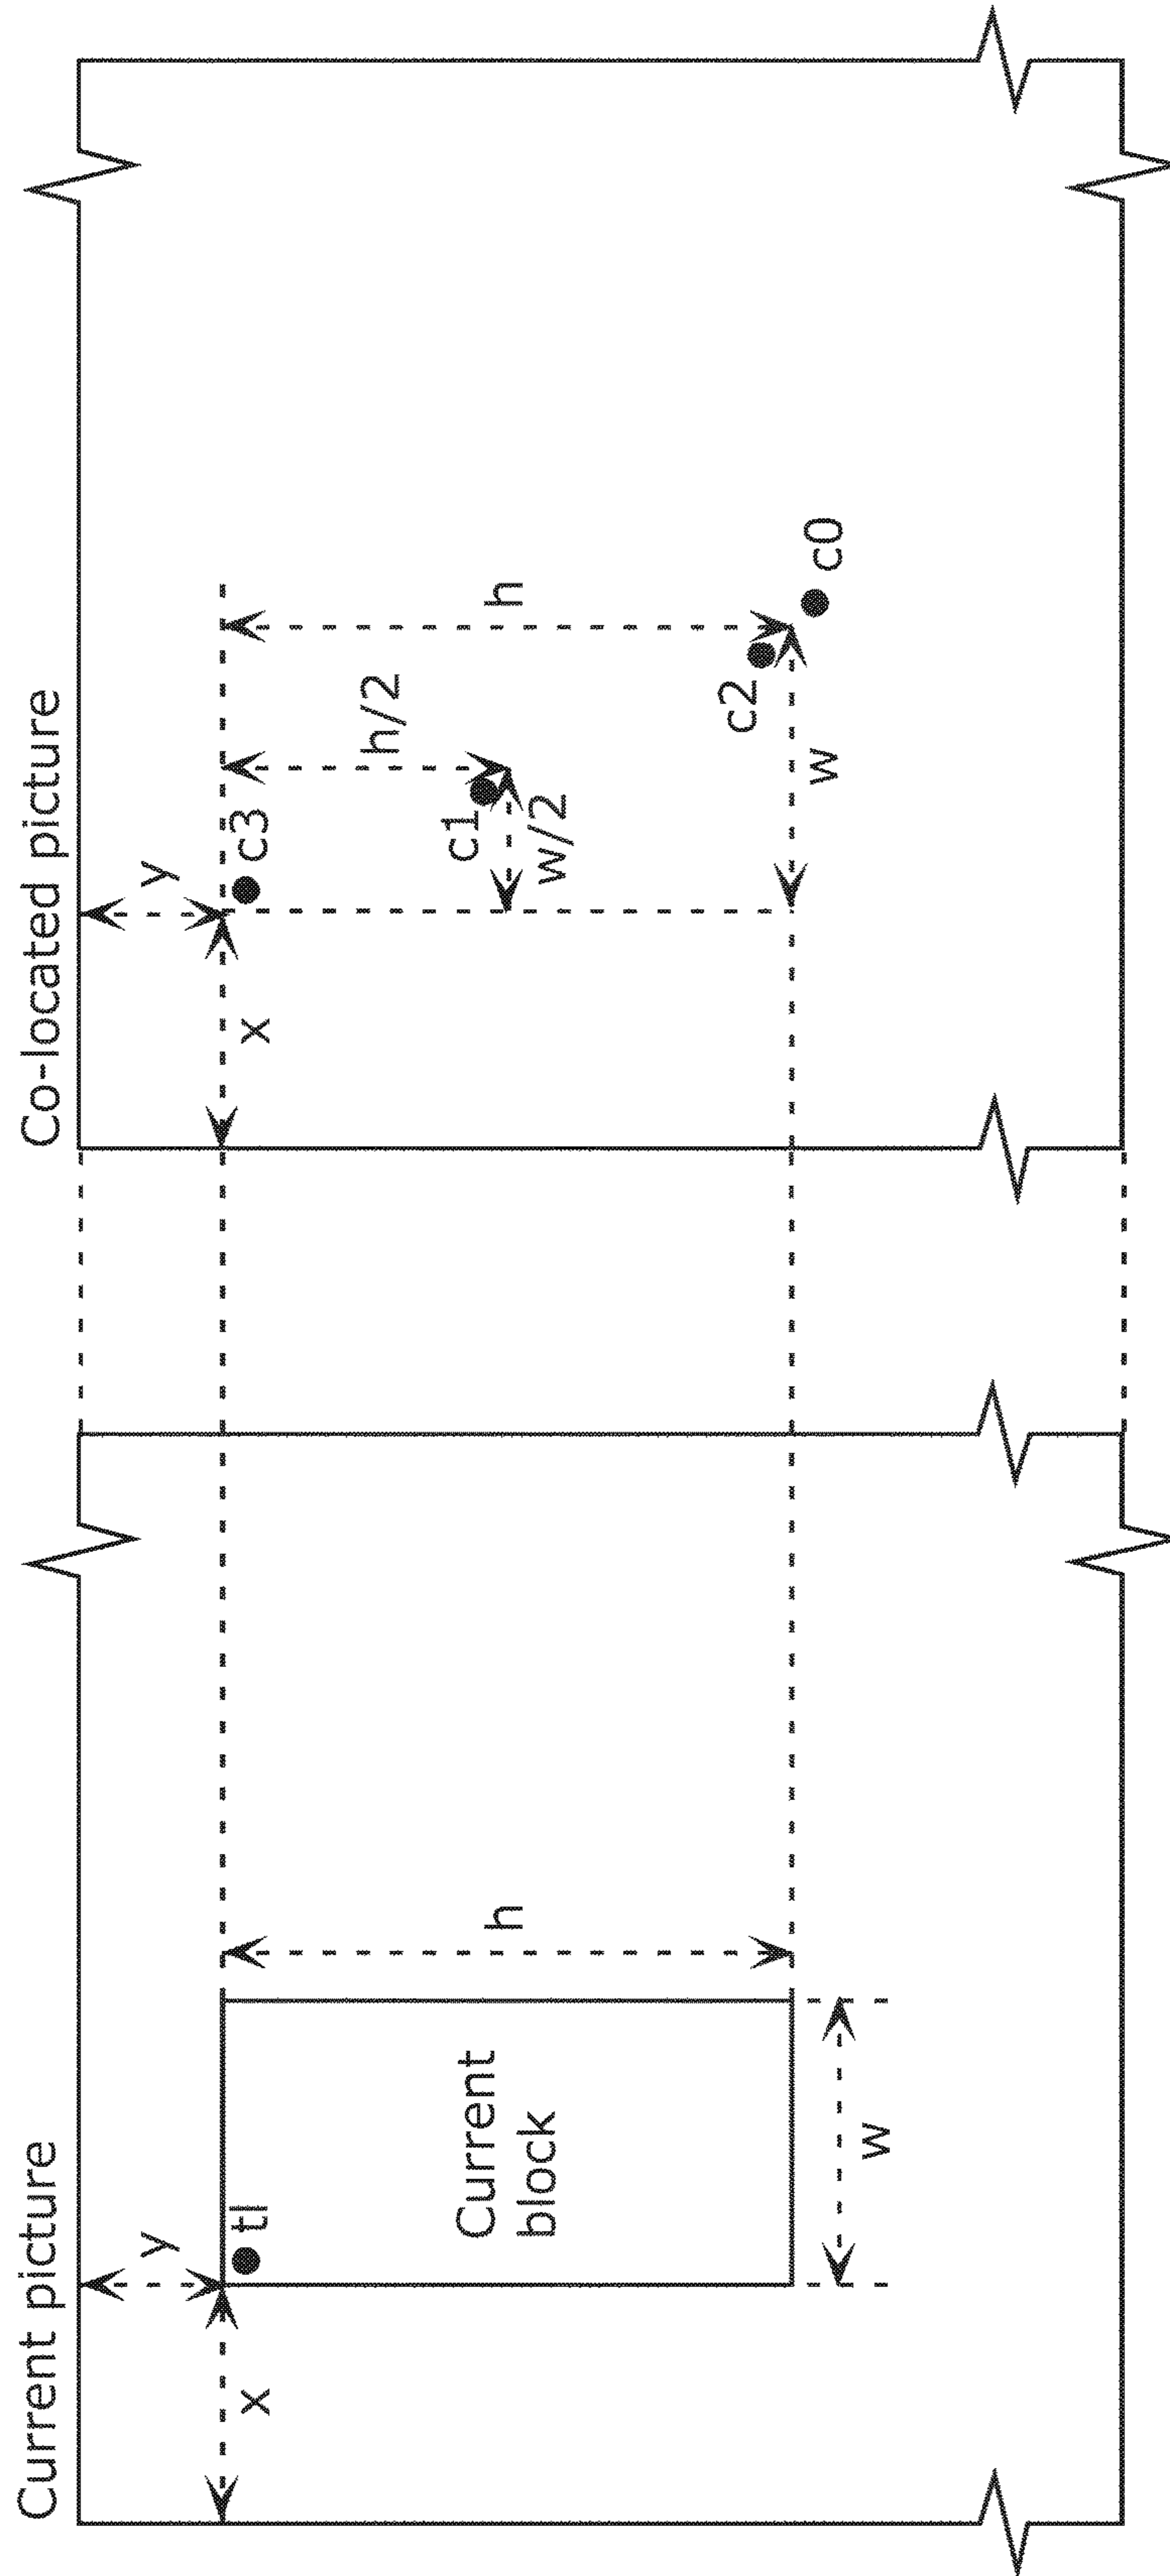 Current picture
y
x
tl
Current
block
h
w
Co-located picture
y
x
c3
h/2
h
c1
w/2
c2
w
c0